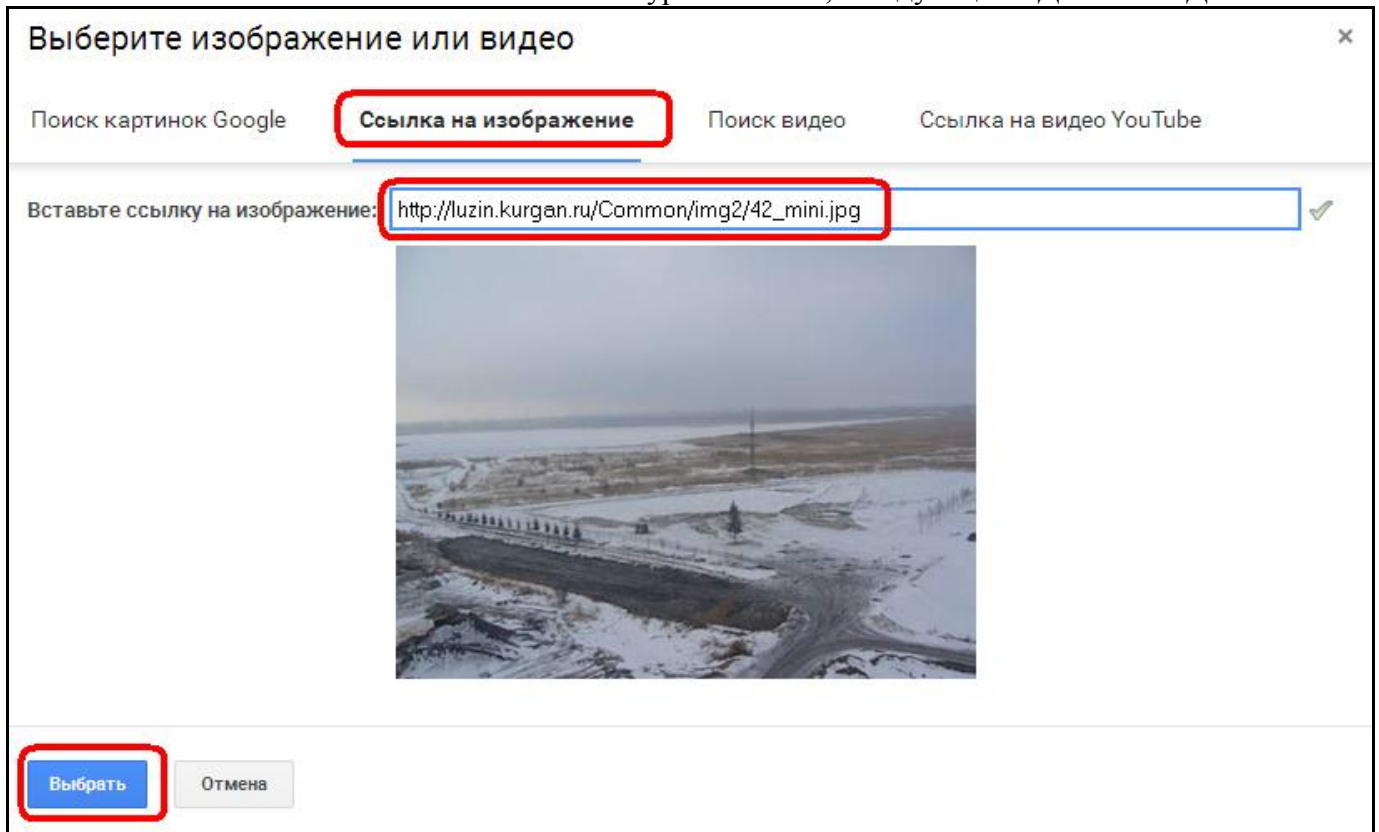 Выберите изображение или видео ×
Поиск картинок Google Ссылка на изображение Поиск видео Ссылка на видео YouTube
Вставьте ссылку на изображение: http://luzin.kurgan.ru/Common/img2/42_mini.jpg
Выбрать Отмена